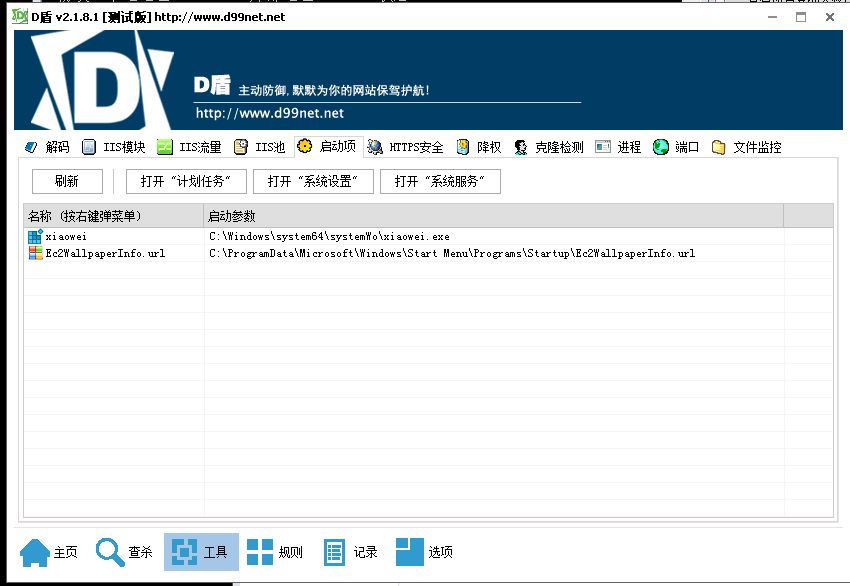 D盾 v2.1.8.1 [测试版] http://www.d99net.net
D盾 主动防御,默默为你的网站保驾护航!
http://www.d99net.net
解码 IIS模块 IIS流量 IIS池 启动项 HTTPS安全 降权 克隆检测 进程 端口 文件监控
刷新 打开“计划任务” 打开“系统设置” 打开“系统服务”
名称 (按右键弹菜单) 启动参数
xiaowei C:\Windows\system64\systemWo\xiaowei.exe
Ec2WallpaperInfo.url C:\ProgramData\Microsoft\Windows\Start Menu\Programs\Startup\Ec2WallpaperInfo.url
主页 查杀 工具 规则 记录 选项